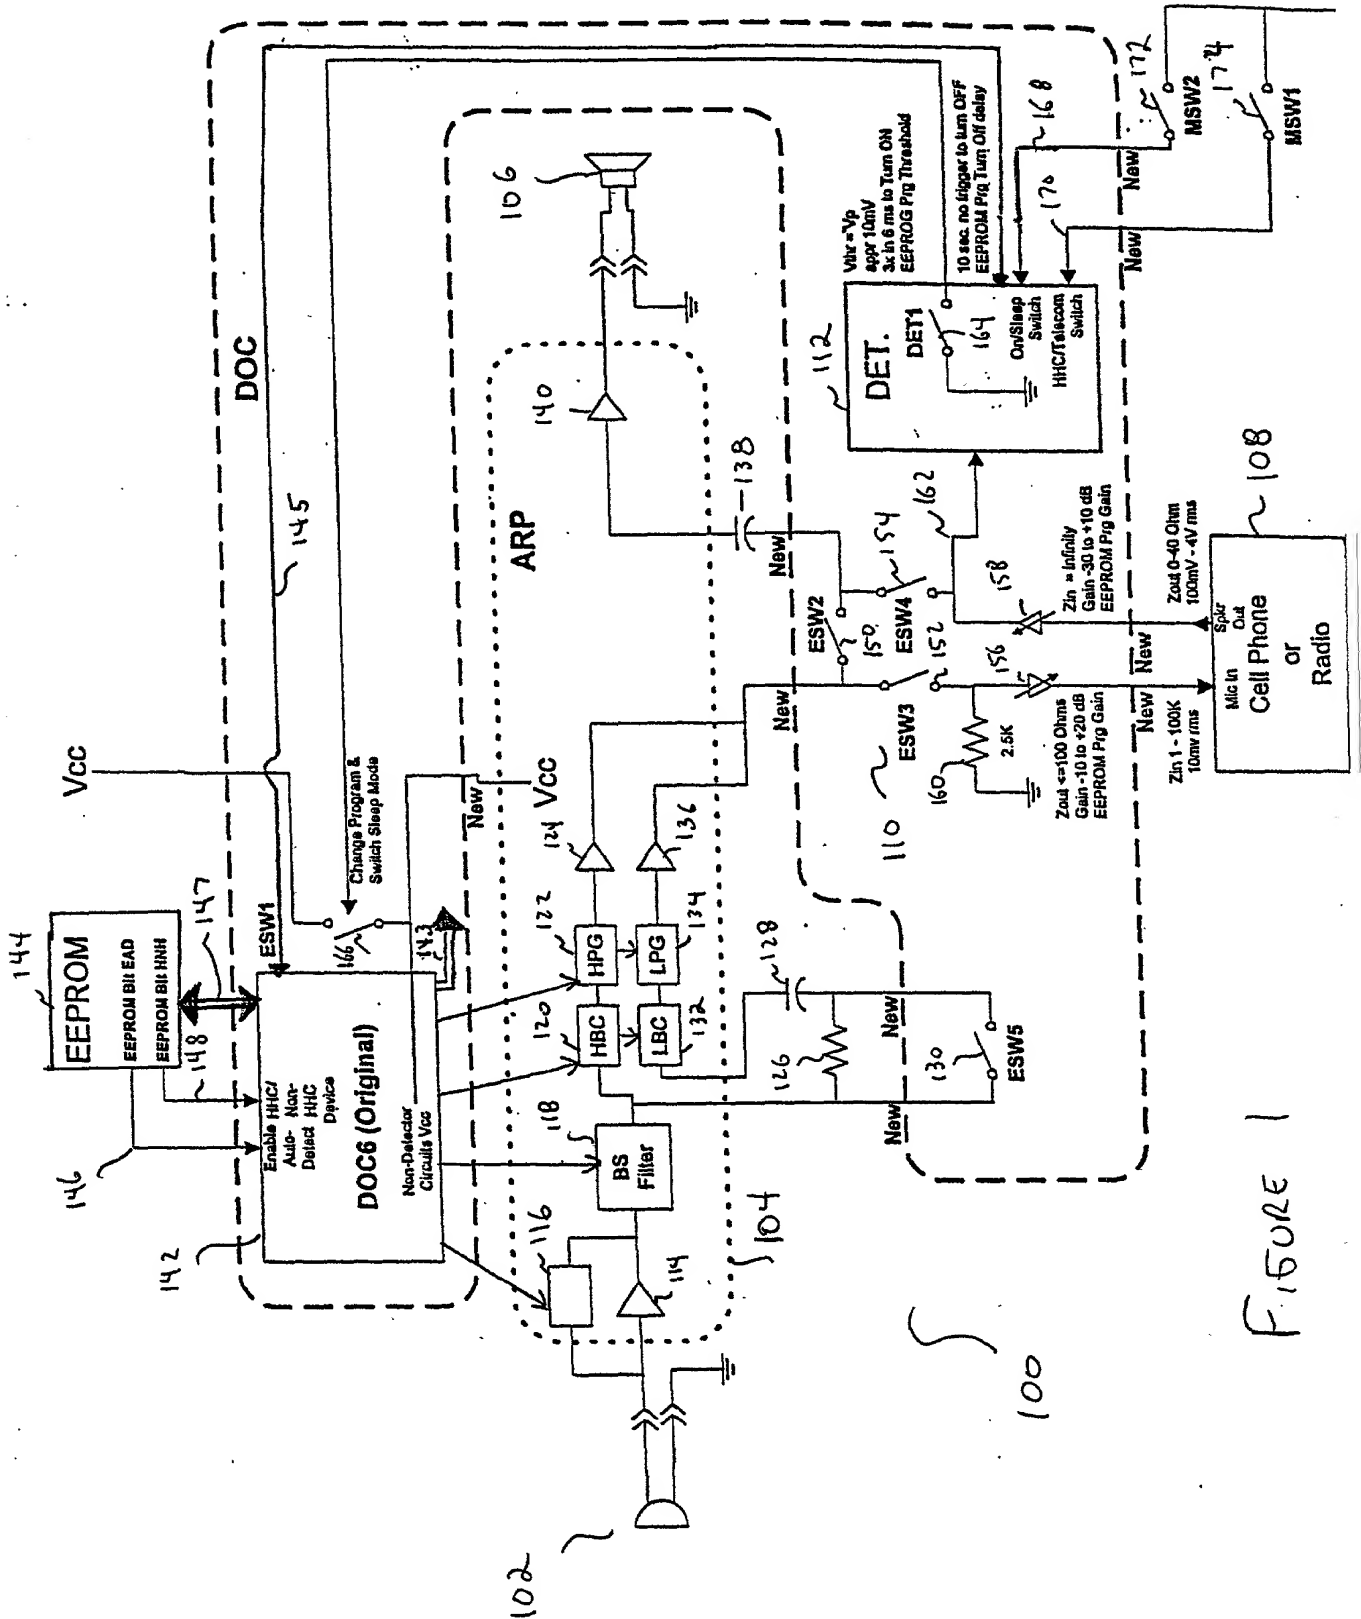 144
EEPROM
EEPROM Bit EAD
EEPROM Bit HNH
147
148
146
142
Vcc
DOC
145
ESW1
Enable HHC/
Auto- Non-
Detect HHC
Device
DOC6 (Original)
Non-Detector
Circuits Vcc
166
Change Program &
Switch Sleep Mode
143
New
Vcc
ARP
106
102
116
114
118
BS
Filter
104
120
HBC
122
HPG
124
LBC
132
LPG
134
136
140
138
New
126
128
New
New
130
ESW5
New
ESW2
150
ESW4
154
ESW3
152
110
160
2.5K
156
158
162
Zout <=100 Ohms
Gain -10 to +20 dB
EEPROM Prg Gain
Zin = Infinity
Gain -30 to +10 dB
EEPROM Prg Gain
New
New
Zin 1 - 100K
10mv rms
Zout 0-40 Ohm
100mV - 4V rms
Mic In
Spkr
Out
Cell Phone
or
Radio
108
112
DET.
DET1
164
On/Sleep
Switch
HHC/Telecom
Switch
Vthr = Vp
appr 10mV
3x in 6 ms to Turn ON
EEPROG Prg Threshold
10 sec. no trigger to turn OFF
EEPROM Prg Turn Off delay
168
170
New
New
172
MSW2
174
MSW1
100
FIGURE 1